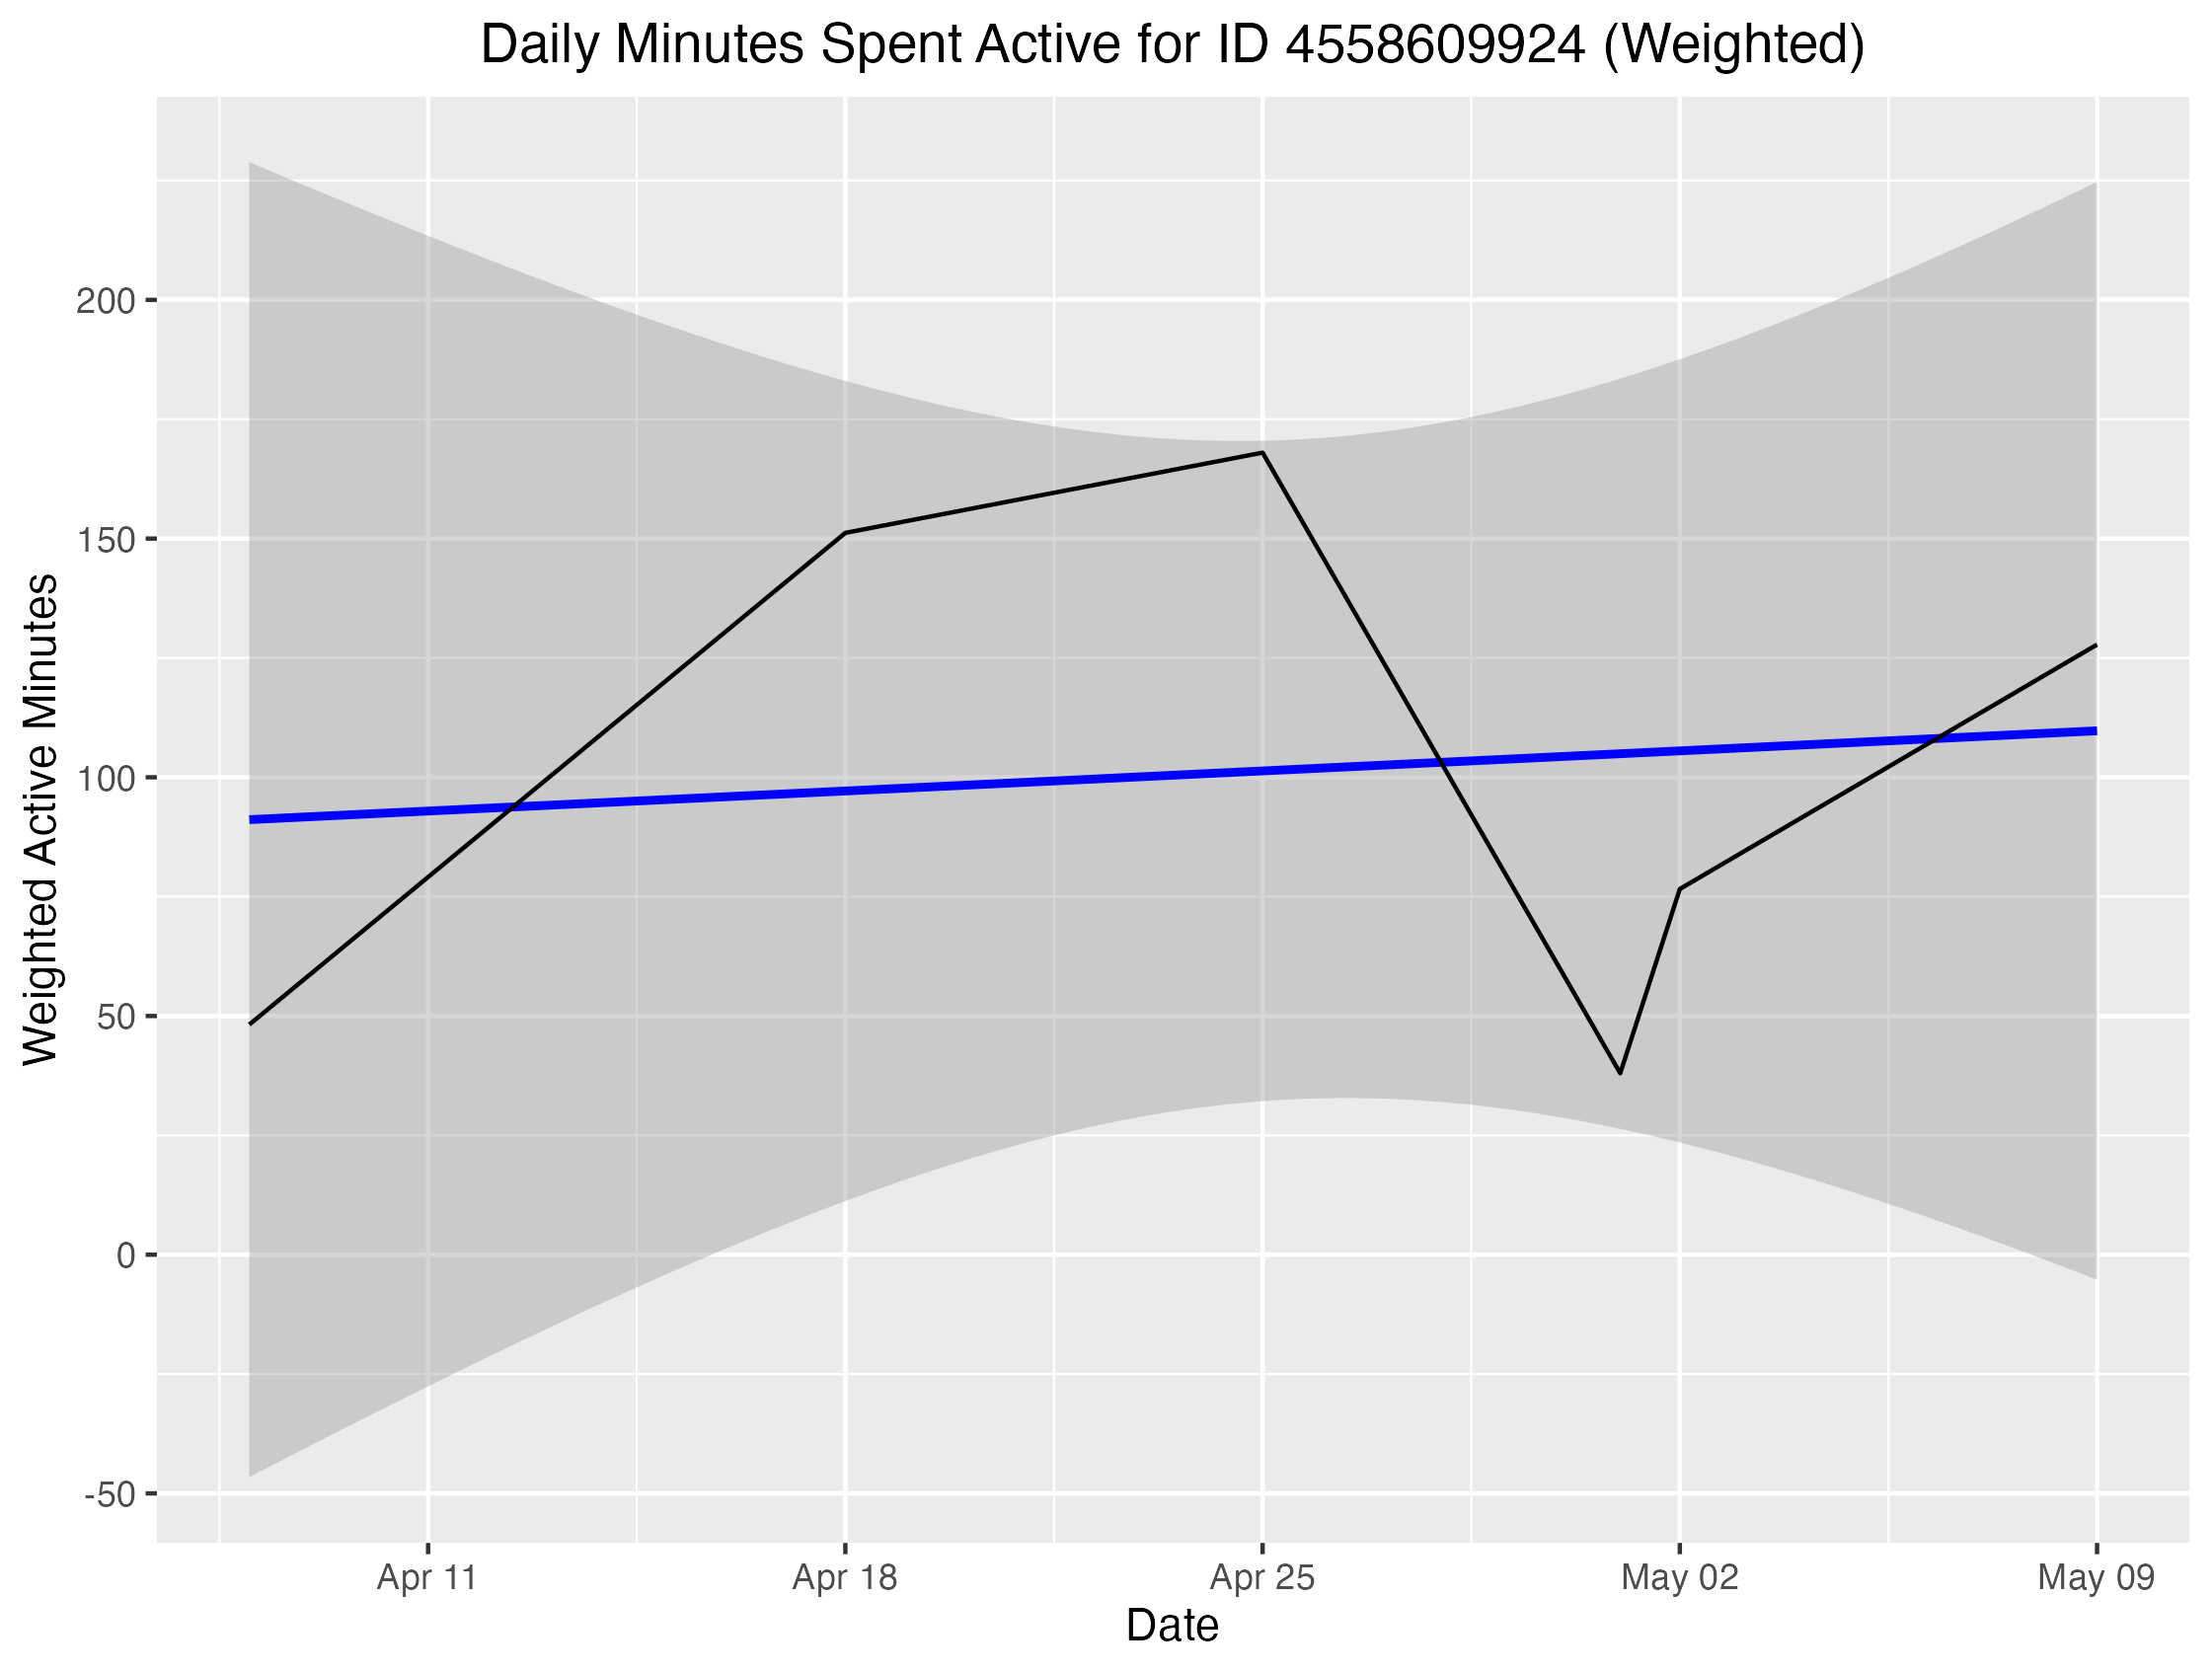 Daily Minutes Spent Active for ID 4558609924 (Weighted)
Weighted Active Minutes
200
150
100
50
0
-50
Apr 11
Apr 18
Apr 25
May 02
May 09
Date